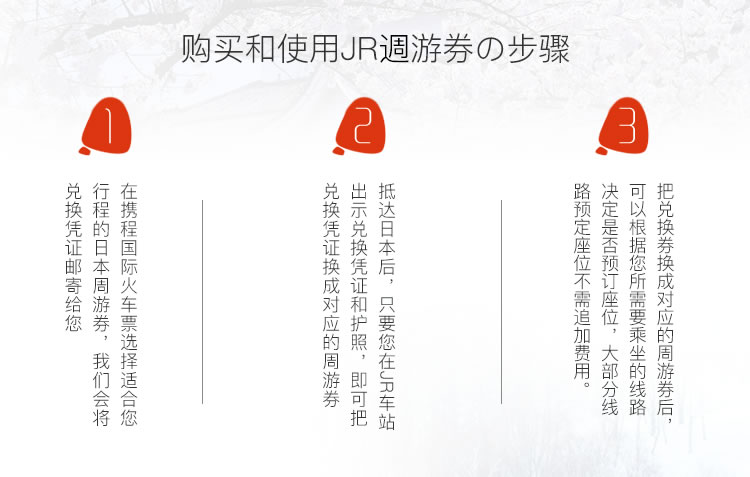 购买和使用JR週游券の步骤
1
在携程国际火车票选择适合您
行程的日本周游券，我们会将
兑换凭证邮寄给您
2
抵达日本后，只要您在JR车站
出示兑换凭证和护照，即可把
兑换凭证换成对应的周游券
3
把兑换券换成对应的周游券后，
可以根据您所需要乘坐的线路
决定是否预订座位，大部分线
路预定座位不需追加费用。